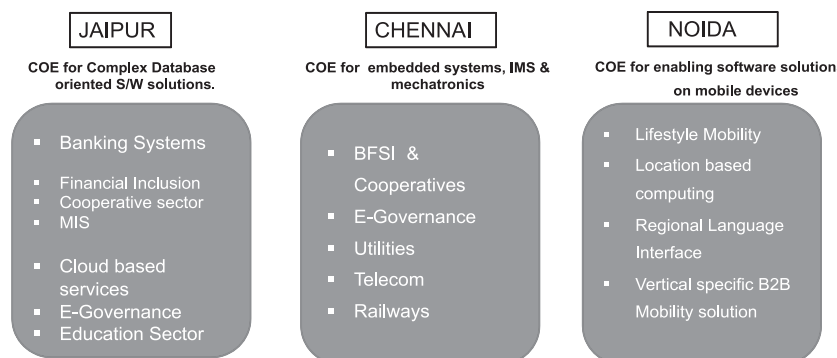 JAIPUR
COE for Complex Database
oriented S/W solutions.
▪ Banking Systems
▪ Financial Inclusion
▪ Cooperative sector
▪ MIS
▪ Cloud based
services
▪ E-Governance
▪ Education Sector
CHENNAI
COE for embedded systems, IMS &
mechatronics
▪ BFSI &
Cooperatives
▪ E-Governance
▪ Utilities
▪ Telecom
▪ Railways
NOIDA
COE for enabling software solution
on mobile devices
▪ Lifestyle Mobility
▪ Location based
computing
▪ Regional Language
Interface
▪ Vertical specific B2B
Mobility solution